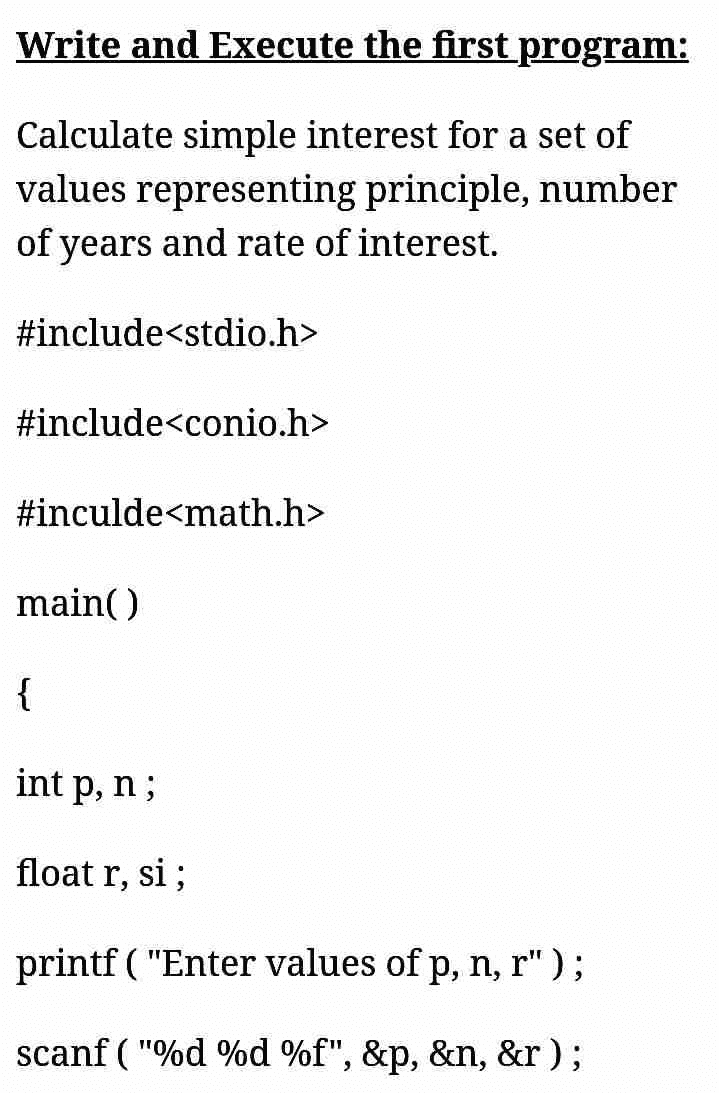 Write and Execute the first program:
Calculate simple interest for a set of
values representing principle, number
of years and rate of interest.
#include<stdio.h>
#include<conio.h>
#inculde<math.h>
main( )
{
int p, n ;
float r, si ;
printf ( "Enter values of p, n, r" ) ;
scanf ( "%d %d %f", &p, &n, &r ) ;